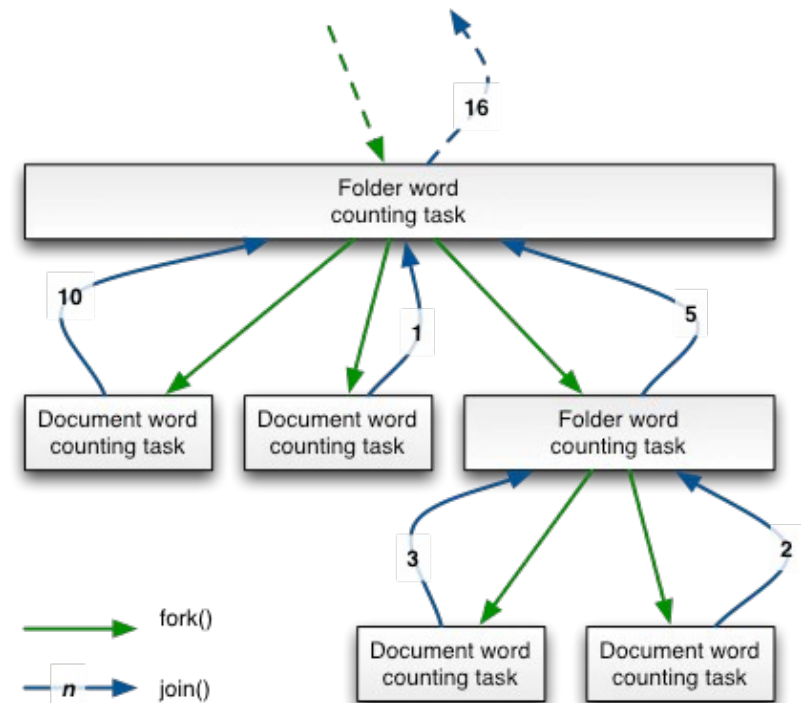 16
Folder word
counting task
10
1
5
Document word
counting task
Document word
counting task
Folder word
counting task
3
2
fork()
Document word
counting task
Document word
counting task
n
join()